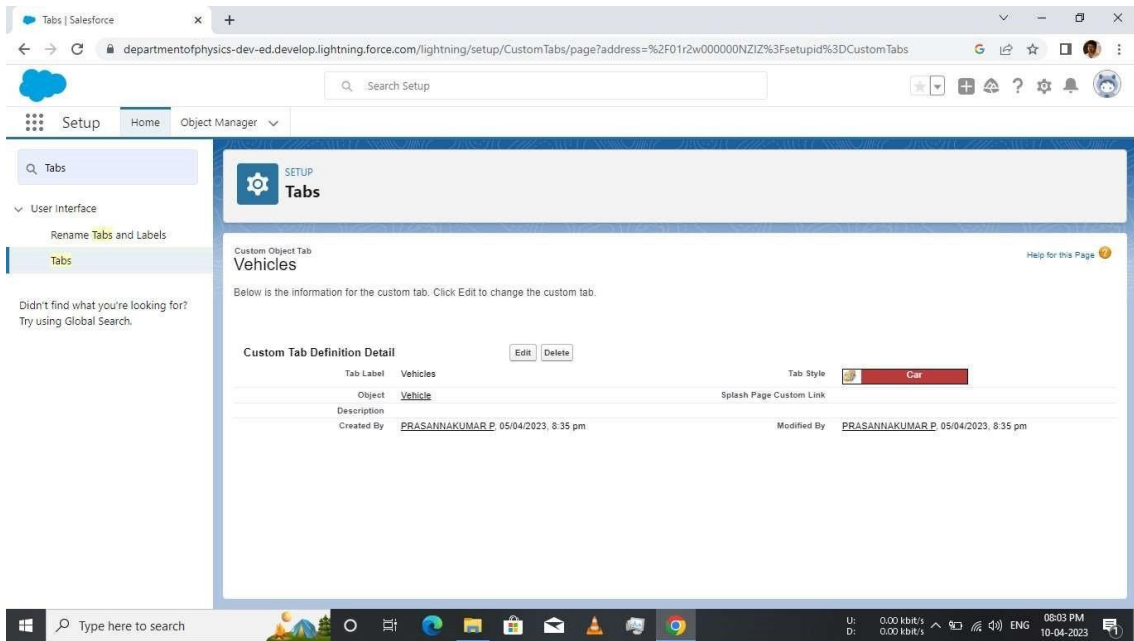 Tabs | Salesforce
departmentofphysics-dev-ed.develop.lightning.force.com/lightning/setup/CustomTabs/page?address=%2F01r2w000000NZIZ%3Fsetupid%3DCustomTabs
Search Setup
Setup Home Object Manager
Tabs
User Interface
Rename Tabs and Labels
Tabs
Didn't find what you're looking for?
Try using Global Search.
SETUP
Tabs
Custom Object Tab
Vehicles
Help for this Page
Below is the information for the custom tab. Click Edit to change the custom tab.
Custom Tab Definition Detail Edit Delete
Tab Label Vehicles Tab Style Car
Object Vehicle Splash Page Custom Link
Description
Created By PRASANNAKUMAR P, 05/04/2023, 8:35 pm Modified By PRASANNAKUMAR P, 05/04/2023, 8:35 pm
Type here to search
U: 0.00 kbit/s
D: 0.00 kbit/s
ENG
08:03 PM
10-04-2023
1